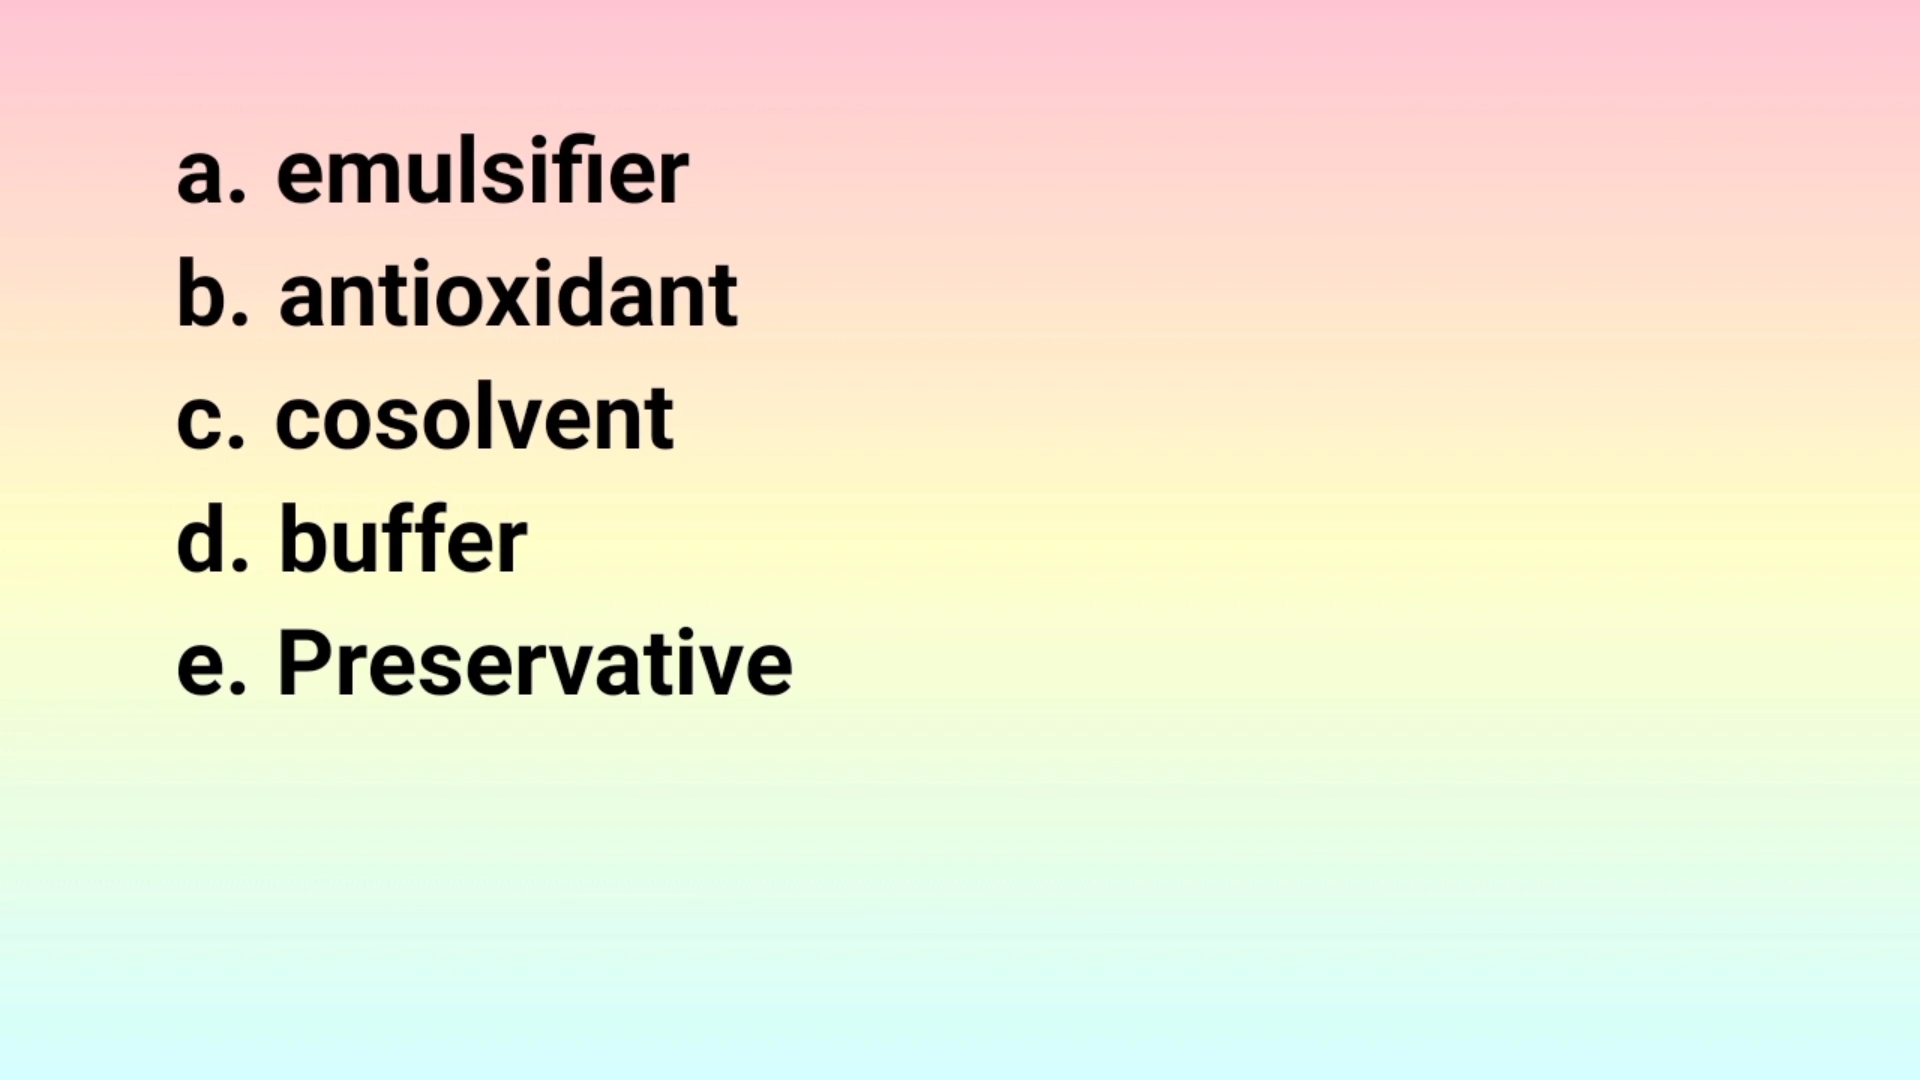 a. emulsifier
b. antioxidant
c. cosolvent
d. buffer
e. Preservative